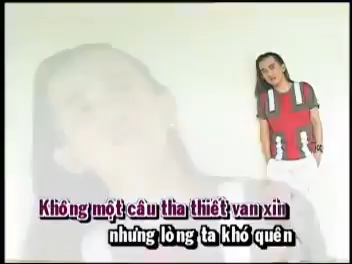 Không một câu tha thiết van xin
nhưng lòng ta khó quên